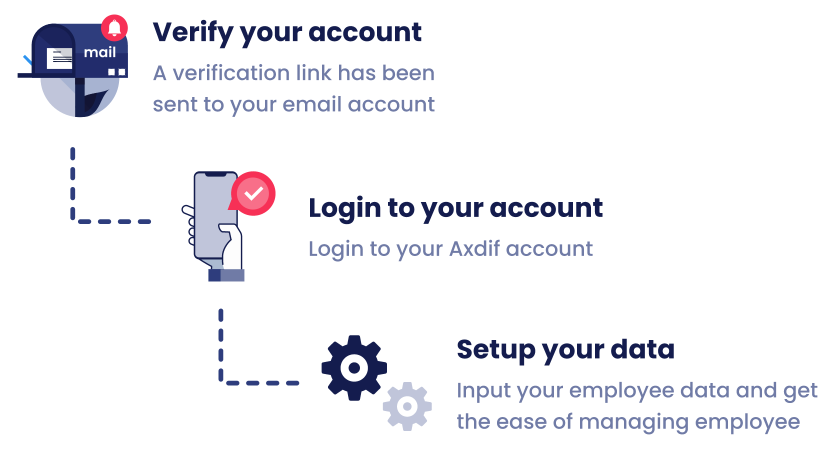 mail
Verify your account
A verification link has been
sent to your email account
Login to your account
Login to your Axdif account
Setup your data
Input your employee data and get
the ease of managing employee